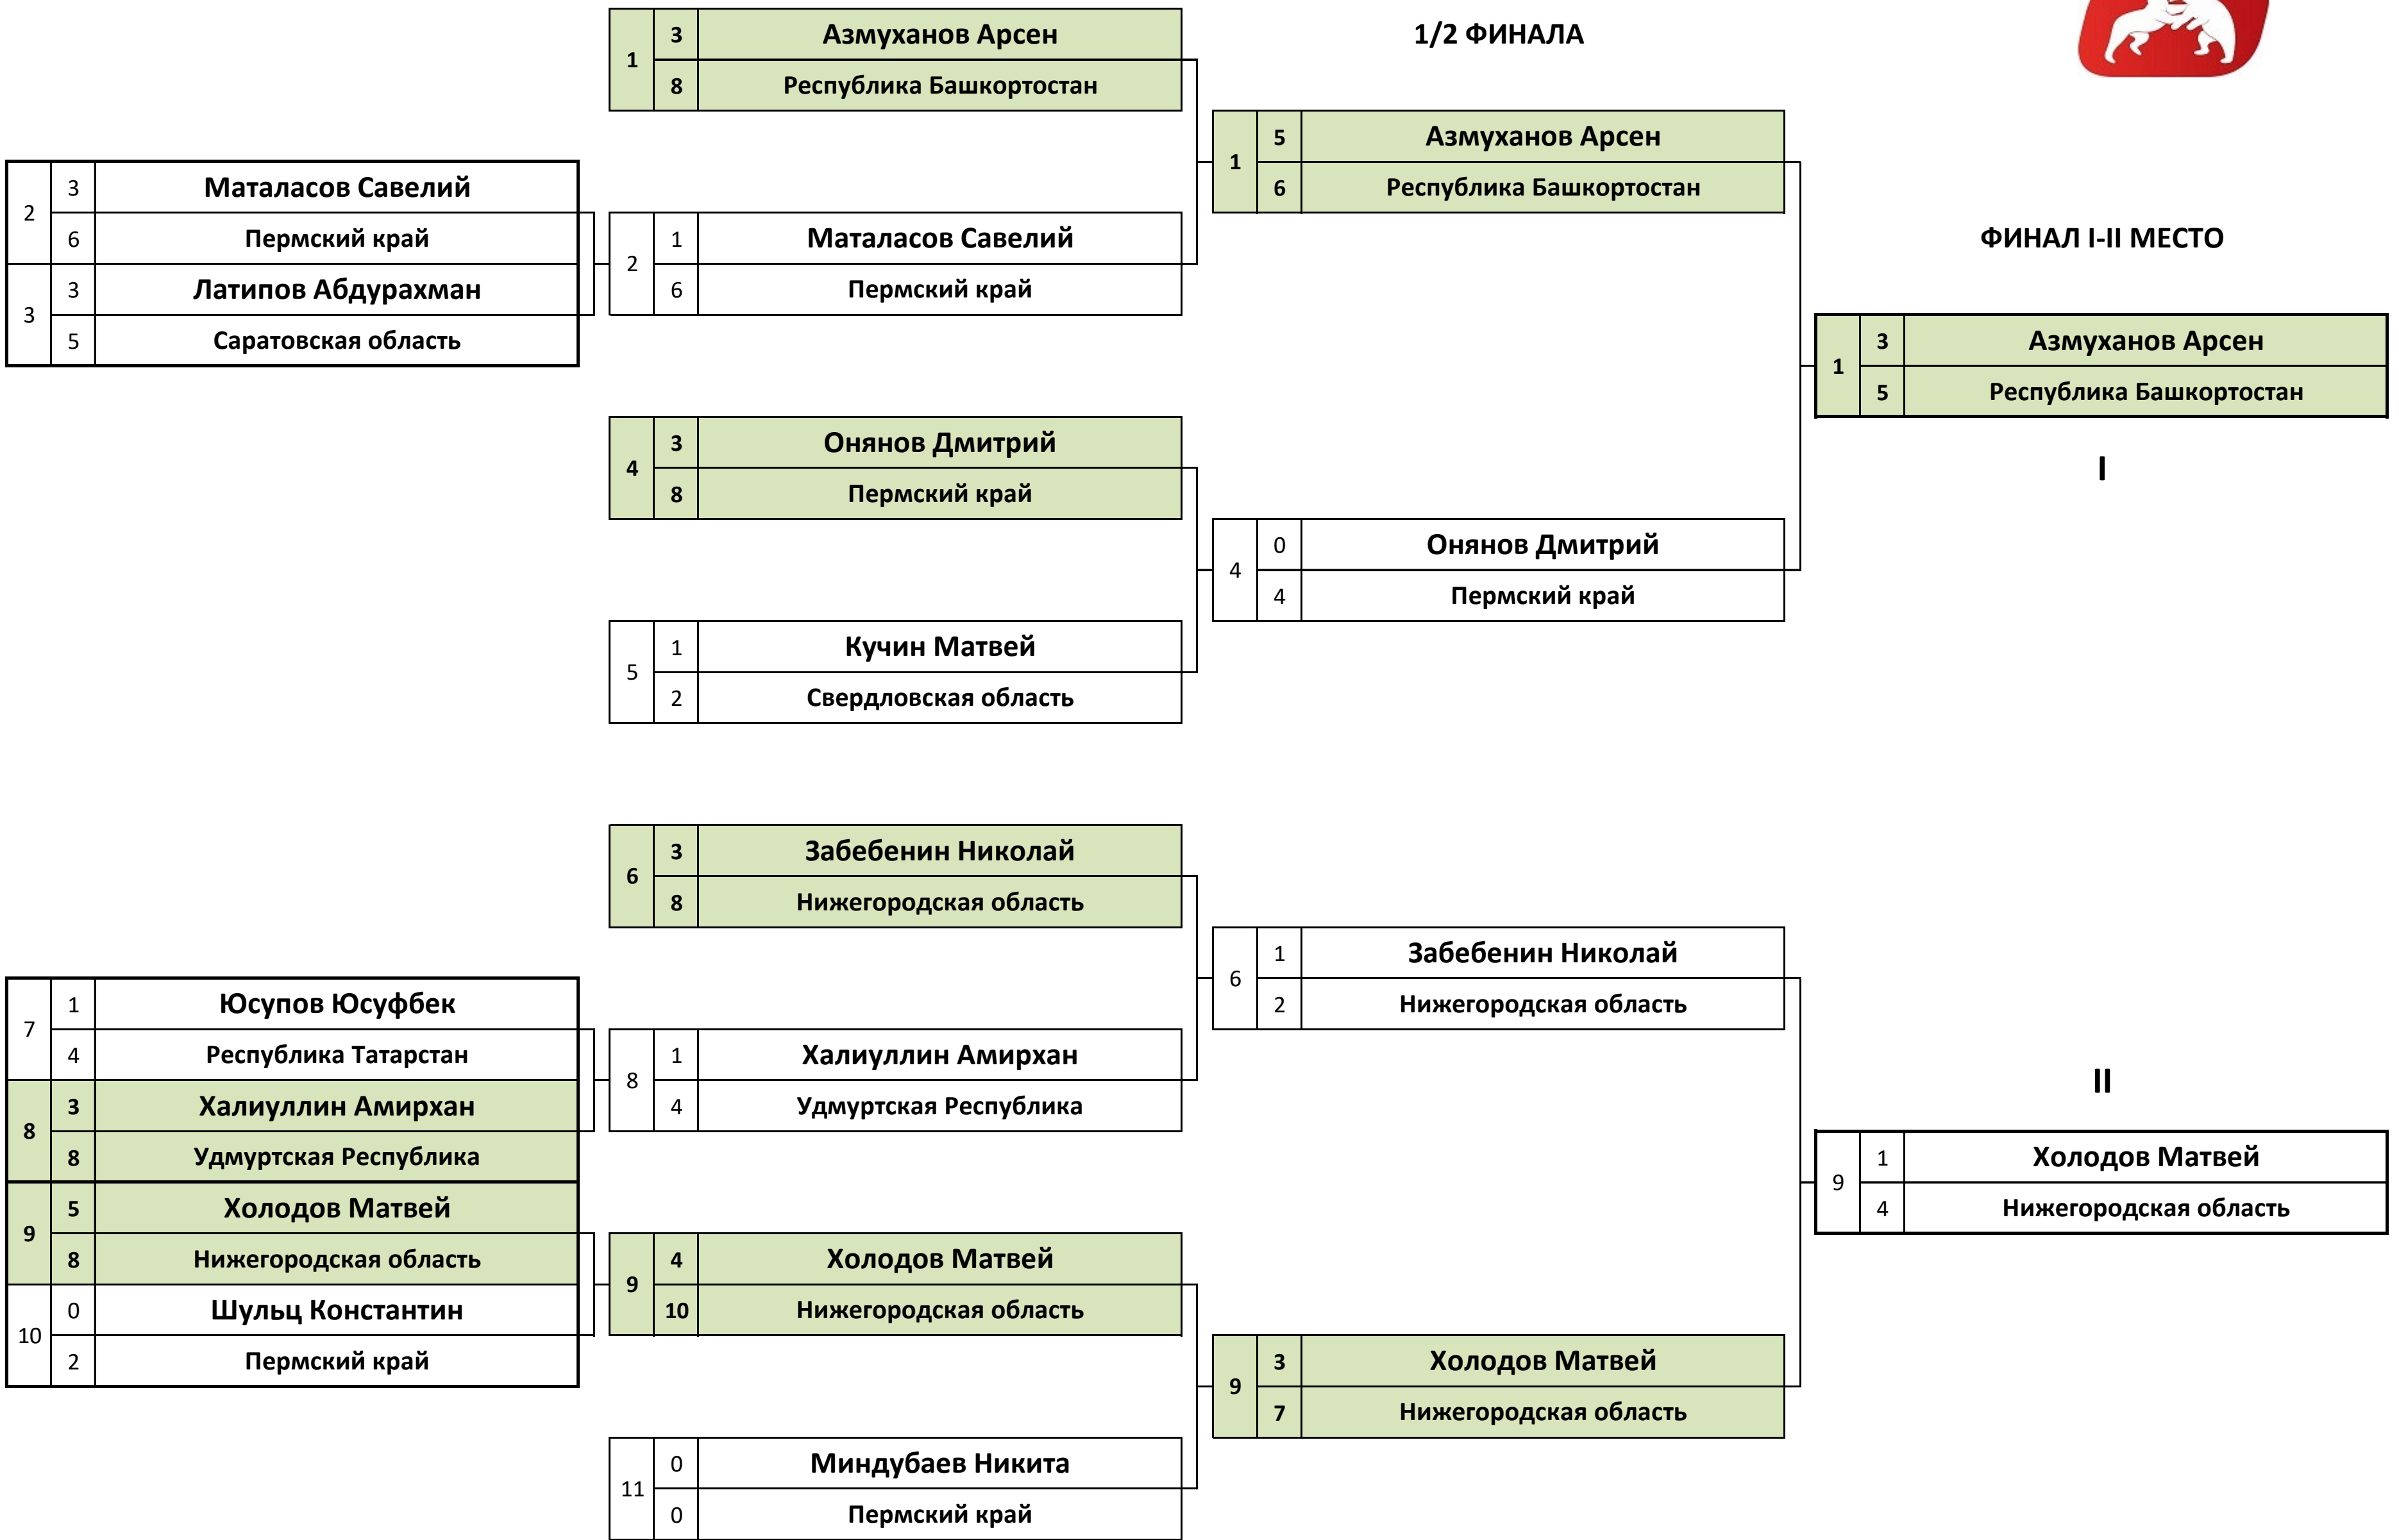 1/2 ФИНАЛА
ФИНАЛ I-II МЕСТО
2 3 Маталасов Савелий
6 Пермский край
3 3 Латипов Абдурахман
5 Саратовская область
7 1 Юсупов Юсуфбек
4 Республика Татарстан
8 3 Халиуллин Амирхан
8 Удмуртская Республика
9 5 Холодов Матвей
8 Нижегородская область
10 0 Шульц Константин
2 Пермский край
1 3 Азмуханов Арсен
8 Республика Башкортостан
2 1 Маталасов Савелий
6 Пермский край
4 3 Онянов Дмитрий
8 Пермский край
5 1 Кучин Матвей
2 Свердловская область
6 3 Забебенин Николай
8 Нижегородская область
8 1 Халиуллин Амирхан
4 Удмуртская Республика
9 4 Холодов Матвей
10 Нижегородская область
11 0 Миндубаев Никита
0 Пермский край
1 5 Азмуханов Арсен
6 Республика Башкортостан
4 0 Онянов Дмитрий
4 Пермский край
6 1 Забебенин Николай
2 Нижегородская область
9 3 Холодов Матвей
7 Нижегородская область
1 3 Азмуханов Арсен
5 Республика Башкортостан
I
II
9 1 Холодов Матвей
4 Нижегородская область